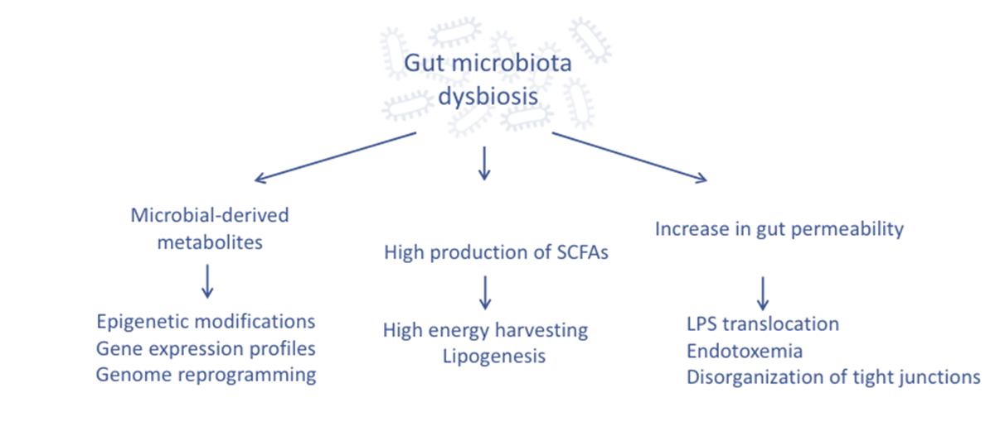 Gut microbiota
dysbiosis
Microbial-derived
metabolites
Epigenetic modifications
Gene expression profiles
Genome reprogramming
High production of SCFAs
High energy harvesting
Lipogenesis
Increase in gut permeability
LPS translocation
Endotoxemia
Disorganization of tight junctions